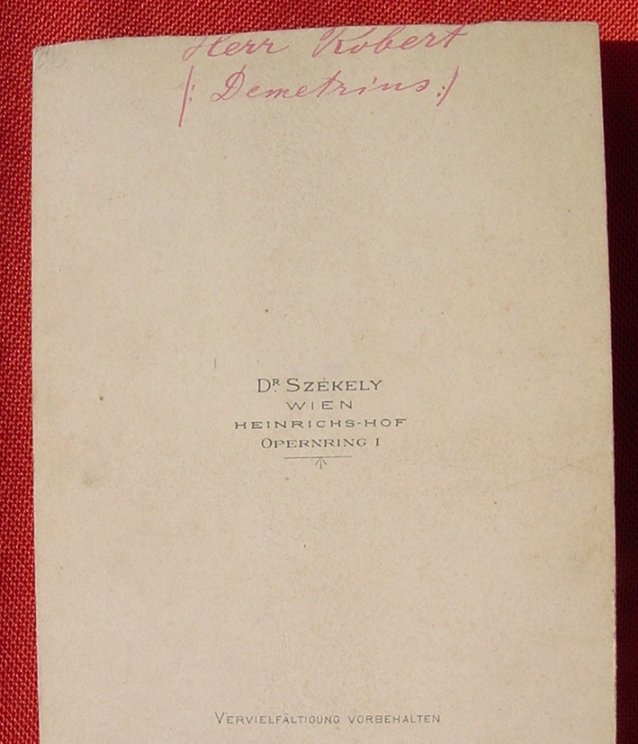 Herr Robert
/: Demetrius :/
Dr. Székely
WIEN
HEINRICHS-HOF
OPERNRING 1
VERVIELFÄLTIGUNG VORBEHALTEN